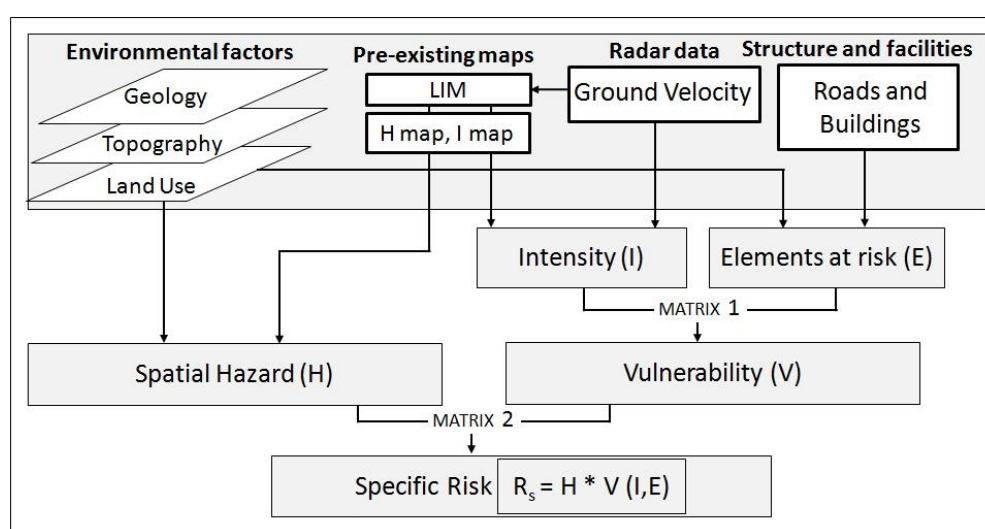 Environmental factors
Pre-existing maps
Radar data
Structure and facilities
Geology
Topography
Land Use
LIM
H map, I map
Ground Velocity
Roads and
Buildings
Intensity (I)
Elements at risk (E)
MATRIX 1
Spatial Hazard (H)
Vulnerability (V)
MATRIX 2
Specific Risk Rs = H * V (I,E)